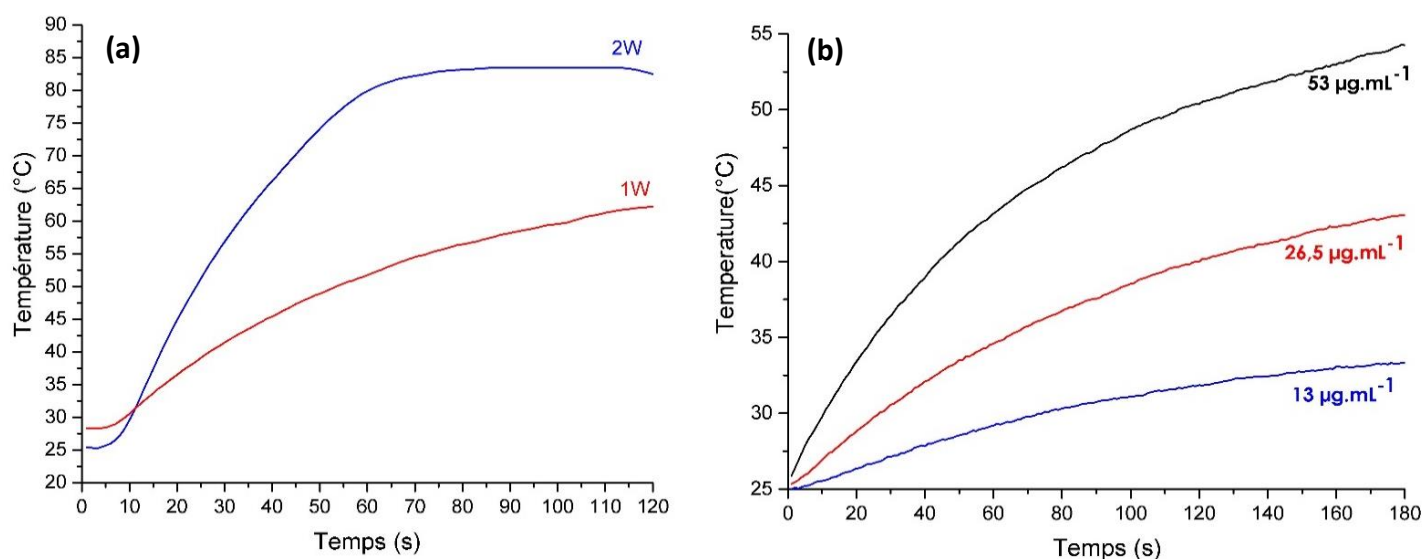 (a)
Température (°C)
90
85
80
75
70
65
60
55
50
45
40
35
30
25
20
2W
1W
0 10 20 30 40 50 60 70 80 90 100 110 120
Temps (s)
(b)
Temperature(°C)
55
50
45
40
35
30
25
53 µg.mL⁻¹
26,5 µg.mL⁻¹
13 µg.mL⁻¹
0 20 40 60 80 100 120 140 160 180
Temps (s)